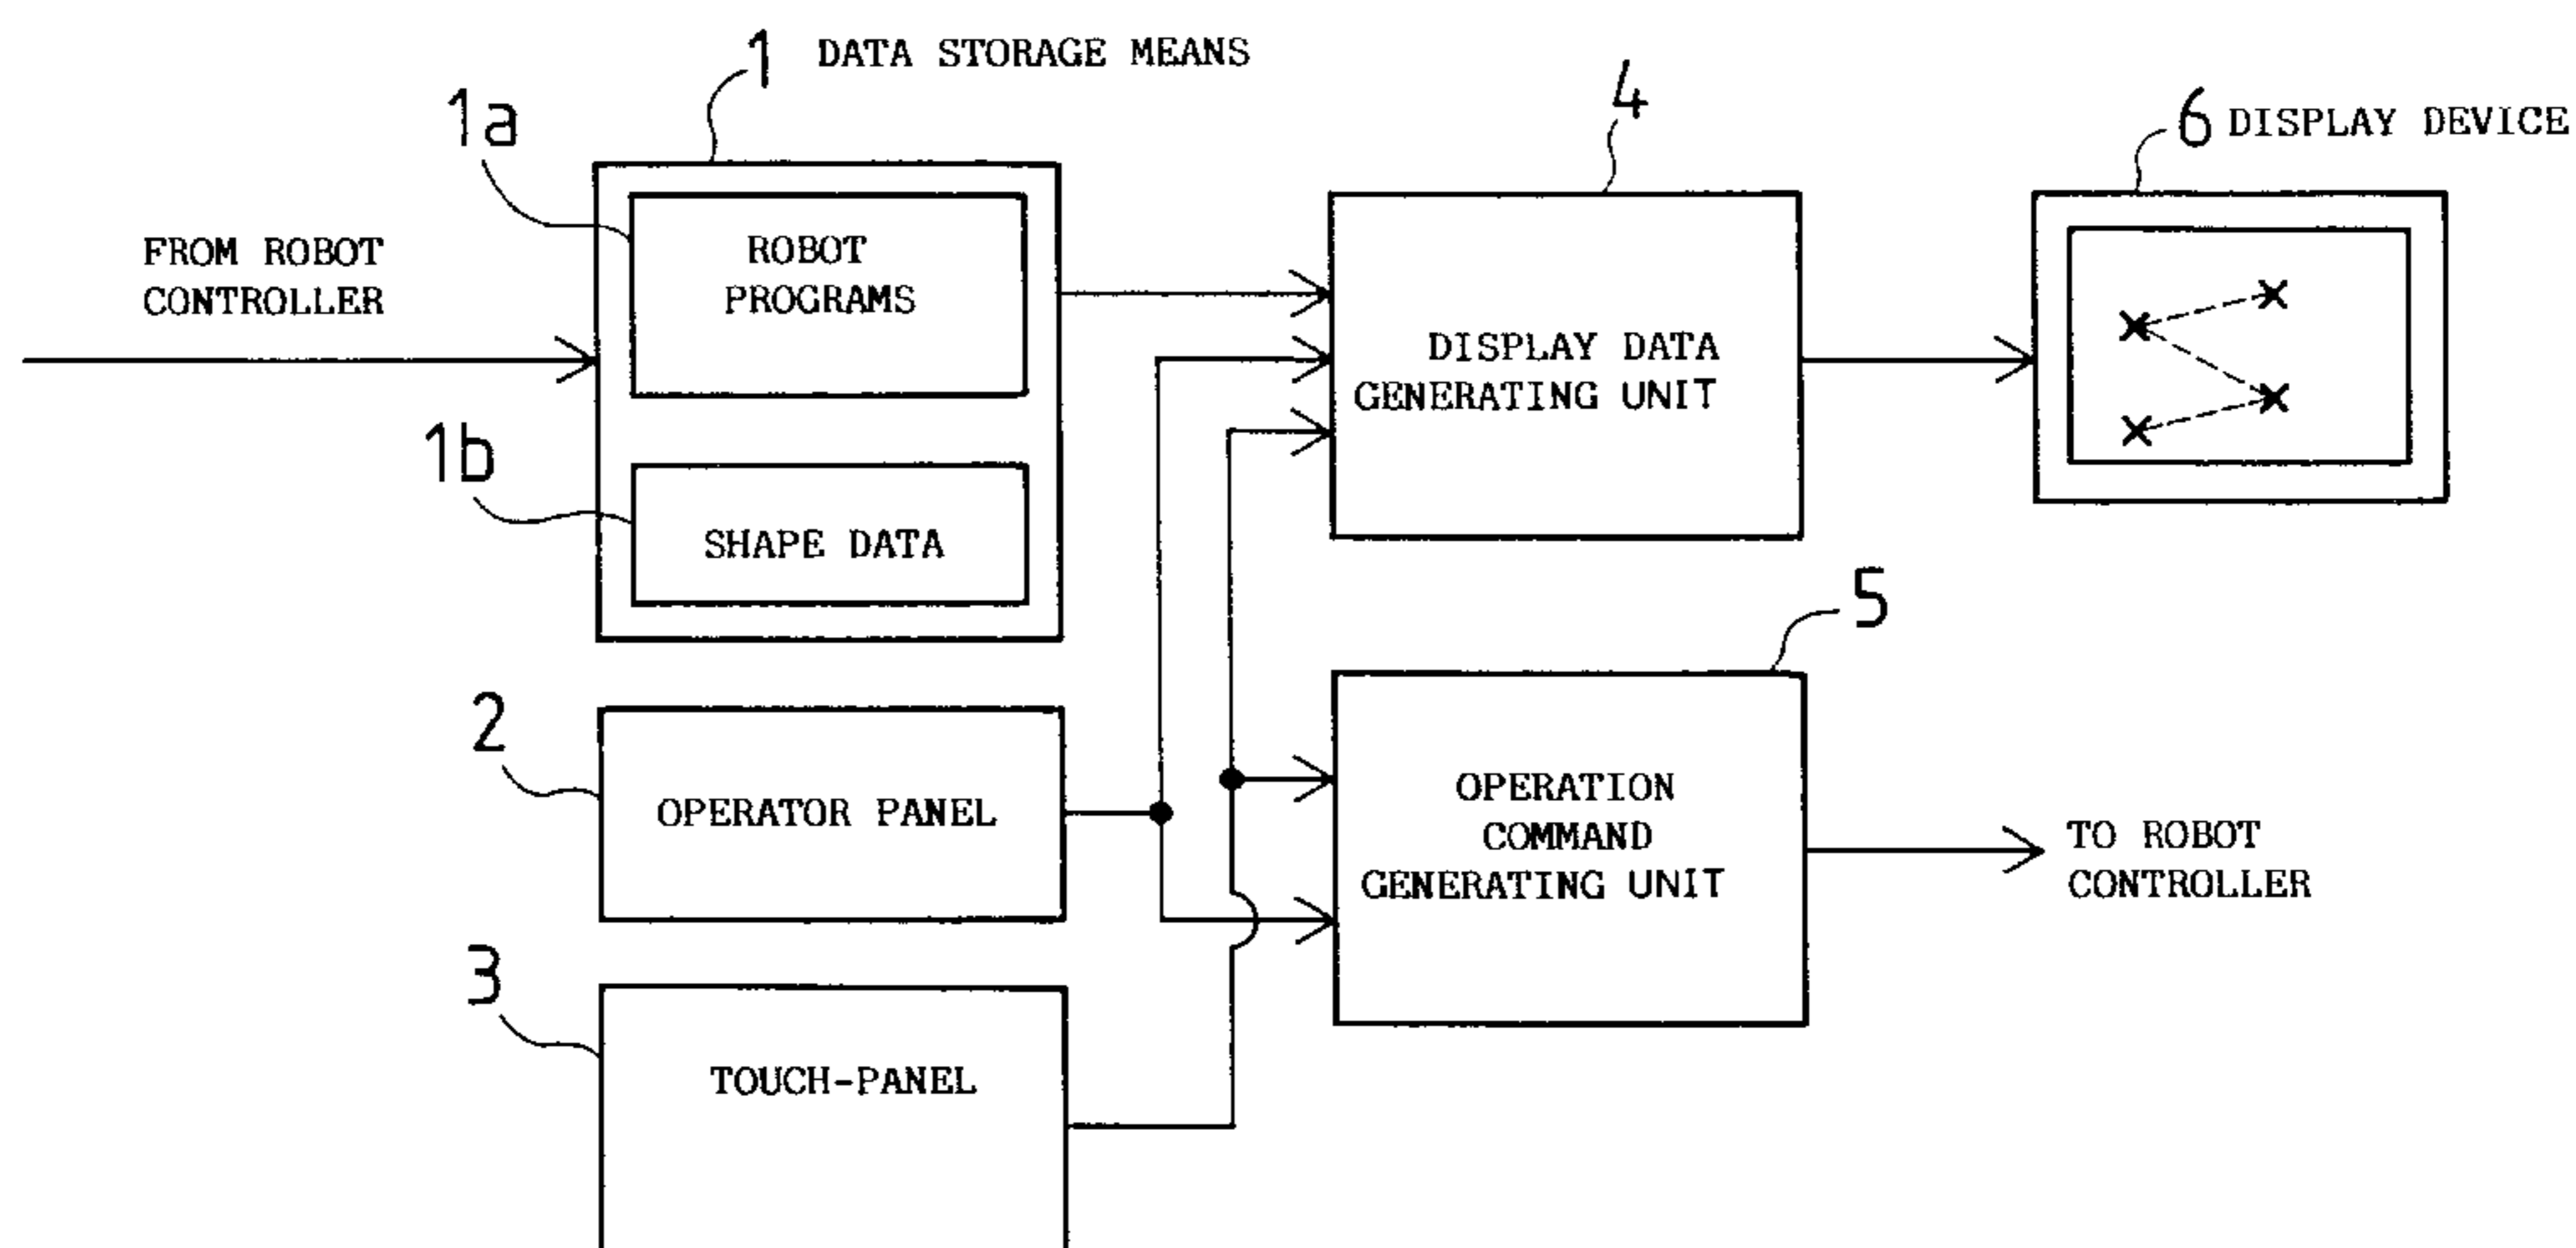 1 DATA STORAGE MEANS
1a
4
6 DISPLAY DEVICE
FROM ROBOT
CONTROLLER
ROBOT
PROGRAMS
1b
SHAPE DATA
DISPLAY DATA
GENERATING UNIT
5
2
OPERATOR PANEL
OPERATION
COMMAND
GENERATING UNIT
TO ROBOT
CONTROLLER
3
TOUCH-PANEL